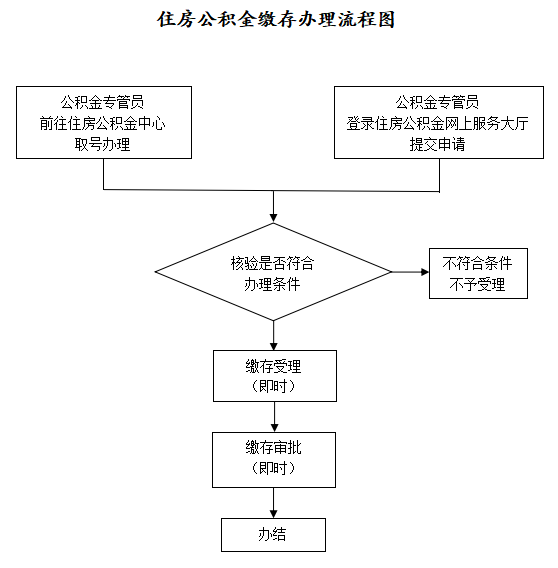 住房公积金缴存办理流程图
公积金专管员
前往住房公积金中心
取号办理
公积金专管员
登录住房公积金网上服务大厅
提交申请
核验是否符合
办理条件
不符合条件
不予受理
缴存受理
（即时）
缴存审批
（即时）
办结